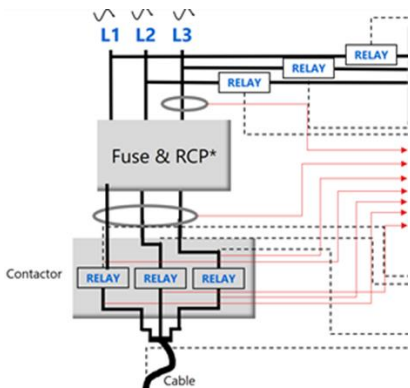 L1 L2 L3
RELAY
RELAY
RELAY
Fuse & RCP*
Contactor
RELAY RELAY RELAY
Cable